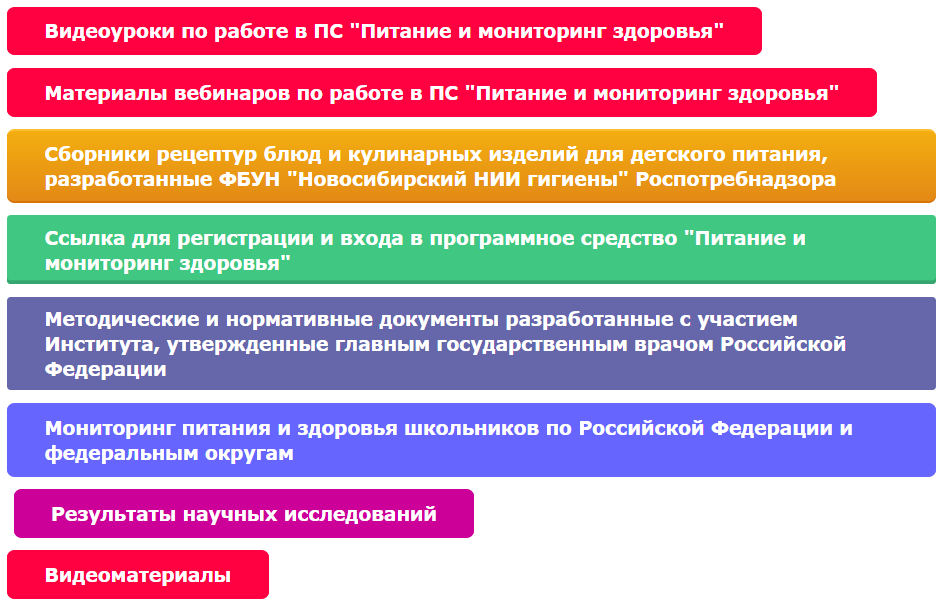 Видеоуроки по работе в ПС "Питание и мониторинг здоровья"
Материалы вебинаров по работе в ПС "Питание и мониторинг здоровья"
Сборники рецептур блюд и кулинарных изделий для детского питания,
разработанные ФБУН "Новосибирский НИИ гигиены" Роспотребнадзора
Ссылка для регистрации и входа в программное средство "Питание и
мониторинг здоровья"
Методические и нормативные документы разработанные с участием
Института, утвержденные главным государственным врачом Российской
Федерации
Мониторинг питания и здоровья школьников по Российской Федерации и
федеральным округам
Результаты научных исследований
Видеоматериалы